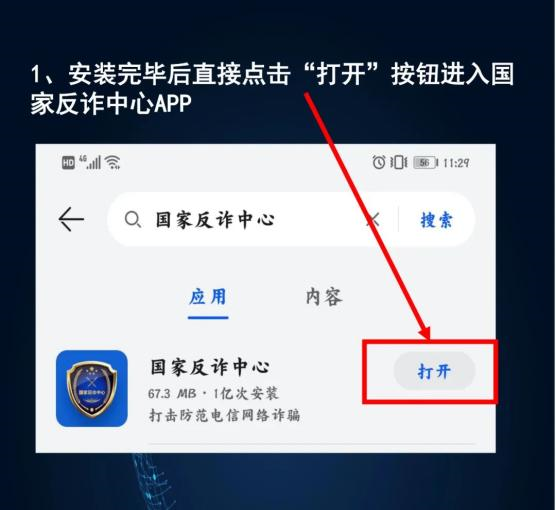 1、安装完毕后直接点击“打开”按钮进入国
家反诈中心APP
HD 4G 56 11:29
国家反诈中心 搜索
应用 内容
国家反诈中心
67.3 MB · 1亿次安装
打击防范电信网络诈骗
打开
国家反诈中心